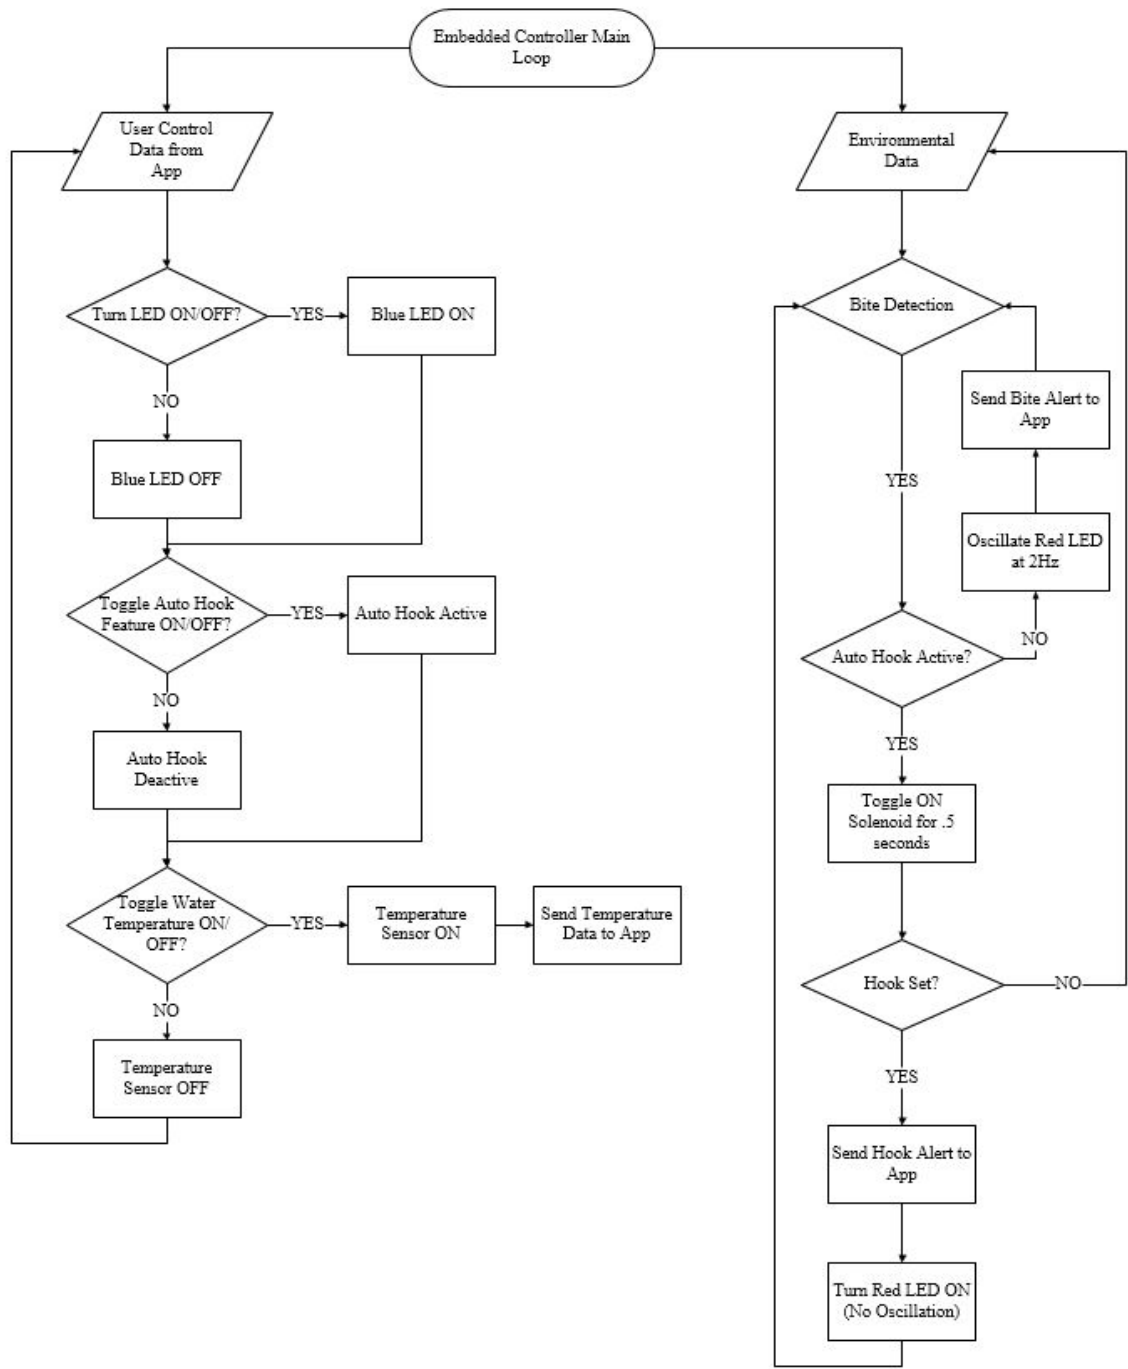 Embedded Controller Main
Loop
User Control
Data from
App
Turn LED ON/OFF?
YES
Blue LED ON
NO
Blue LED OFF
Toggle Auto Hook
Feature ON/OFF?
YES
Auto Hook Active
NO
Auto Hook
Deactive
Toggle Water
Temperature ON/
OFF?
YES
Temperature
Sensor ON
Send Temperature
Data to App
NO
Temperature
Sensor OFF
Environmental
Data
Bite Detection
YES
Send Bite Alert to
App
Oscillate Red LED
at 2Hz
NO
Auto Hook Active?
YES
Toggle ON
Solenoid for .5
seconds
Hook Set?
NO
YES
Send Hook Alert to
App
Turn Red LED ON
(No Oscillation)